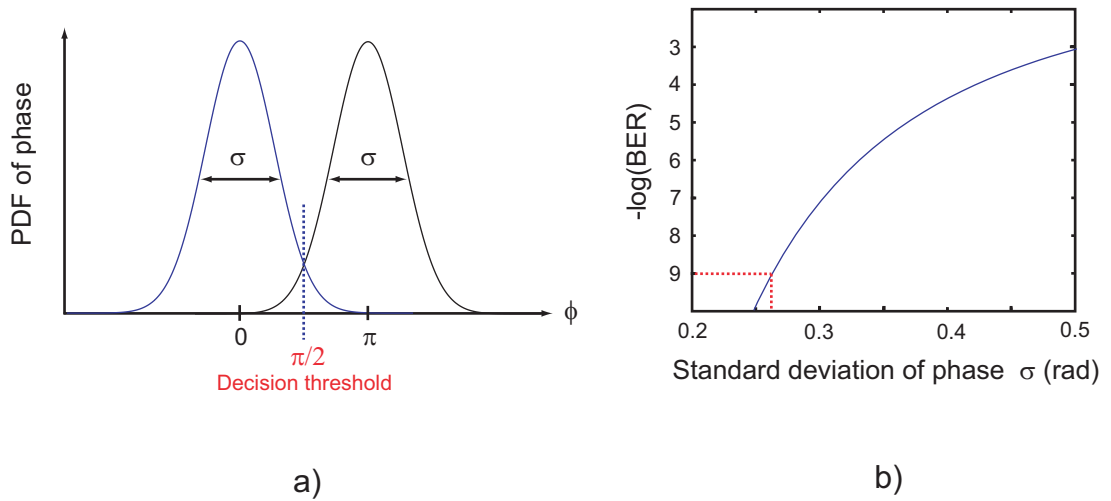 PDF of phase
σ
σ
0
π
ϕ
π/2
Decision threshold
a)
-log(BER)
3
4
5
6
7
8
9
0.2
0.3
0.4
0.5
Standard deviation of phase σ (rad)
b)